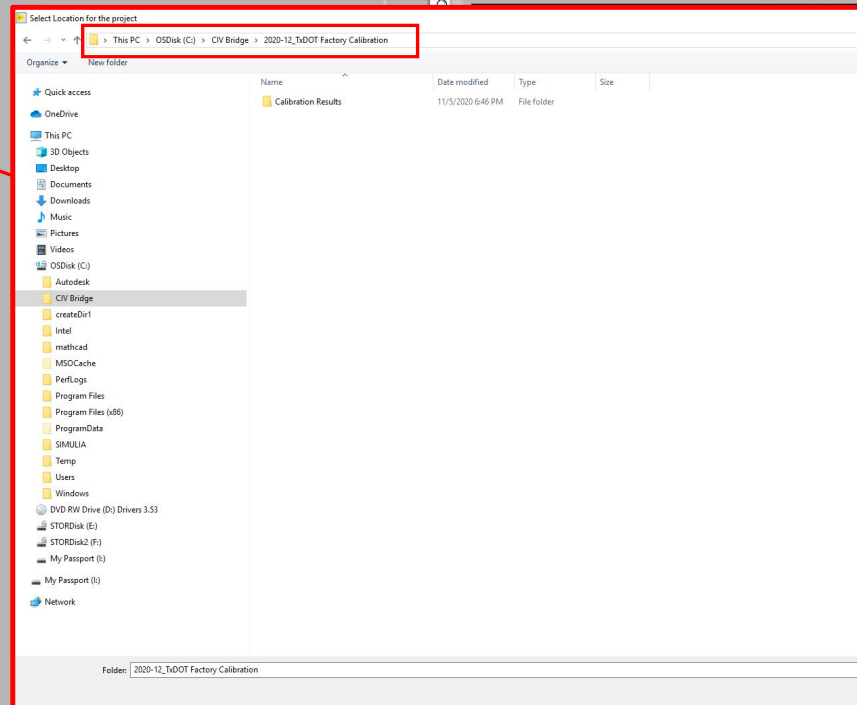 Select Location for the project
This PC > OSDisk (C:) > CIV Bridge > 2020-12_TxDOT Factory Calibration
Organize New folder
Name Date modified Type Size
Calibration Results 11/5/2020 6:46 PM File folder
Quick access
OneDrive
This PC
3D Objects
Desktop
Documents
Downloads
Music
Pictures
Videos
OSDisk (C:)
Autodesk
CIV Bridge
createDir1
Intel
mathcad
MSOCache
PerfLogs
Program Files
Program Files (x86)
ProgramData
SIMULIA
Temp
Users
Windows
DVD RW Drive (D:) Drivers 3.53
STORDisk (E:)
STORDisk2 (F:)
My Passport (I:)
My Passport (I:)
Network
Folder: 2020-12_TxDOT Factory Calibration